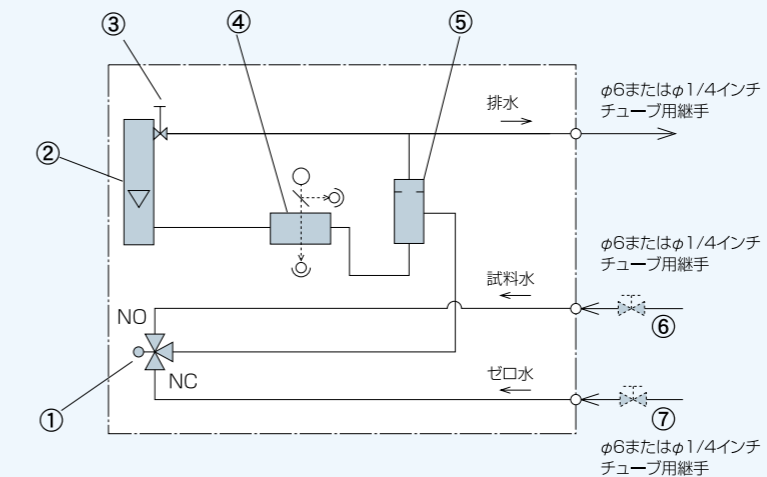 ③
④
⑤
φ6またはφ1/4インチ
チューブ用継手
排水
②
φ6またはφ1/4インチ
チューブ用継手
試料水
NO
⑥
NC
ゼロ水
①
⑦
φ6またはφ1/4インチ
チューブ用継手